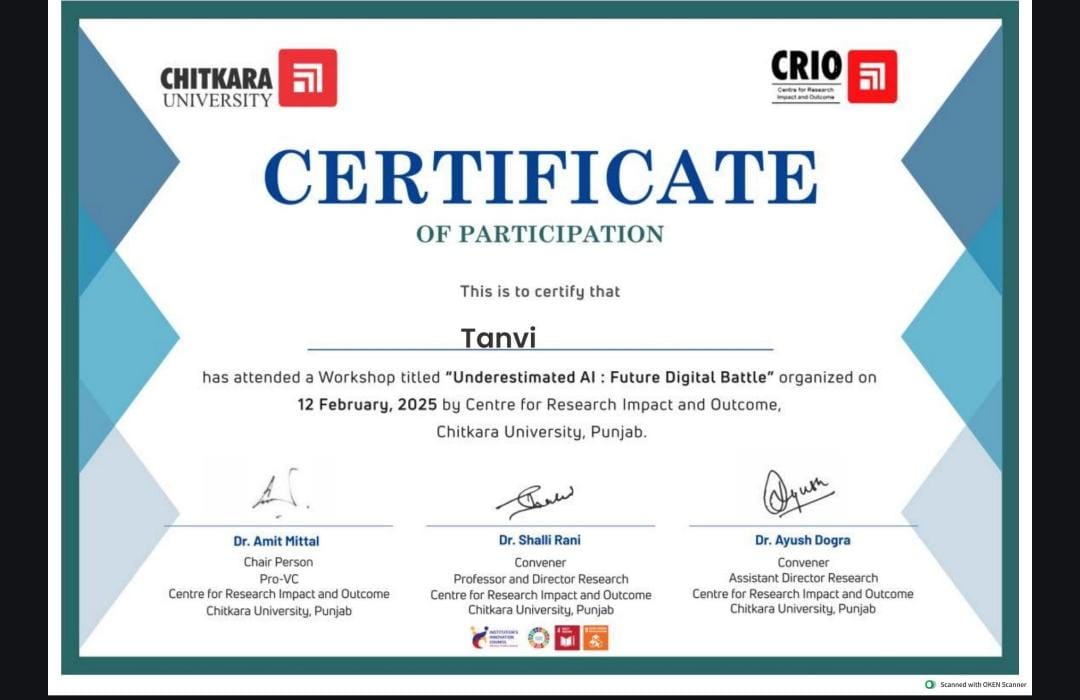 CHITKARA
UNIVERSITY
CRIO
Centre for Research
Impact and Outcome
CERTIFICATE
OF PARTICIPATION
This is to certify that
Tanvi
has attended a Workshop titled “Underestimated AI : Future Digital Battle” organized on
12 February, 2025 by Centre for Research Impact and Outcome,
Chitkara University, Punjab.
Dr. Amit Mittal
Chair Person
Pro-VC
Centre for Research Impact and Outcome
Chitkara University, Punjab
Dr. Shalli Rani
Convener
Professor and Director Research
Centre for Research Impact and Outcome
Chitkara University, Punjab
Ayush
Dr. Ayush Dogra
Convener
Assistant Director Research
Centre for Research Impact and Outcome
Chitkara University, Punjab
INSTITUTION'S
INNOVATION
COUNCIL
Scanned with OKEN Scanner